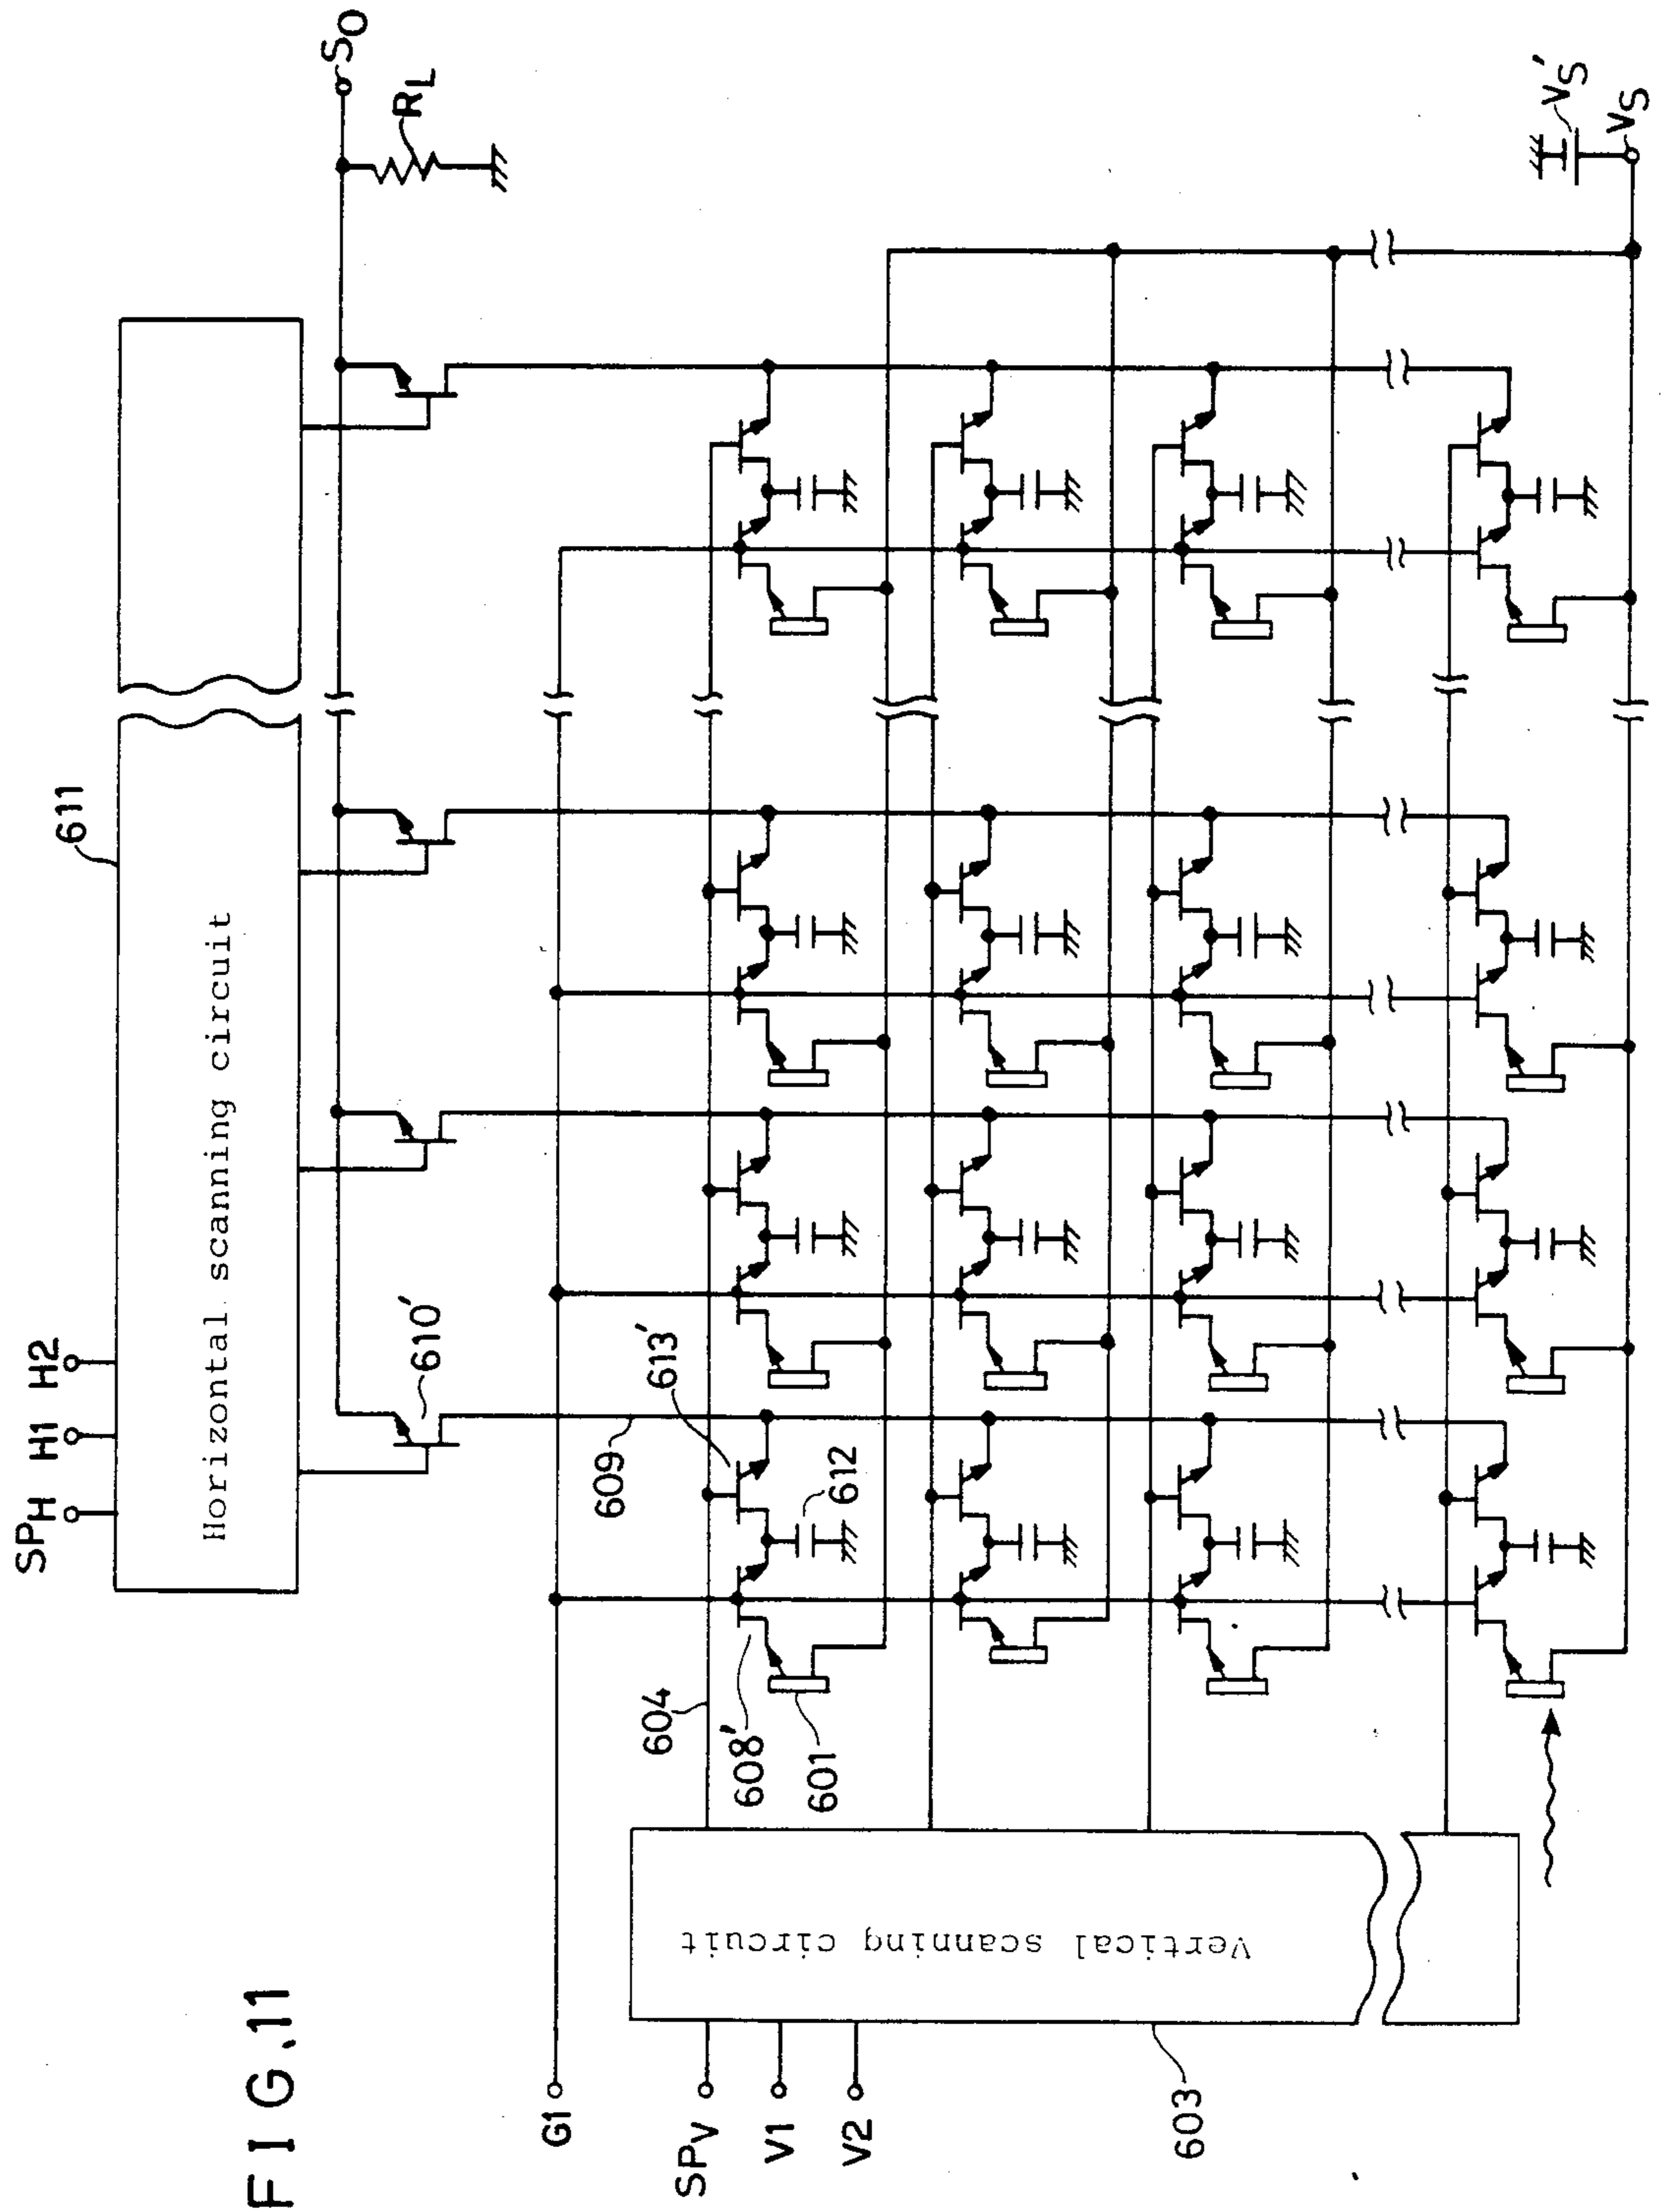 FIG.11
SPH H1 H2
611
Horizontal scanning circuit
S0
RL
610'
609
613'
612
G1
604
608'
601
SPV
V1
V2
Vertical scanning circuit
603
VS'
VS